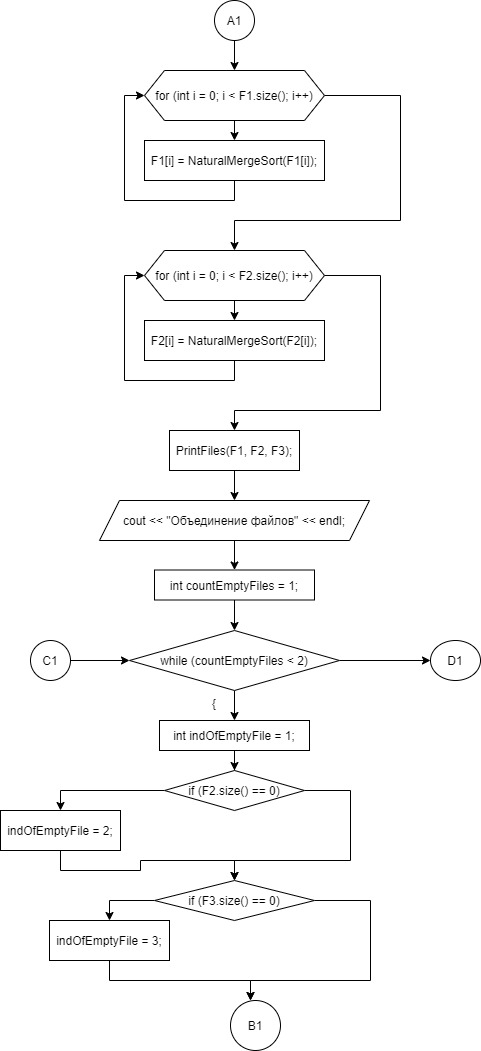 A1
for (int i = 0; i < F1.size(); i++)
F1[i] = NaturalMergeSort(F1[i]);
for (int i = 0; i < F2.size(); i++)
F2[i] = NaturalMergeSort(F2[i]);
PrintFiles(F1, F2, F3);
cout << "Объединение файлов" << endl;
int countEmptyFiles = 1;
C1
while (countEmptyFiles < 2)
D1
{
int indOfEmptyFile = 1;
if (F2.size() == 0)
indOfEmptyFile = 2;
if (F3.size() == 0)
indOfEmptyFile = 3;
B1